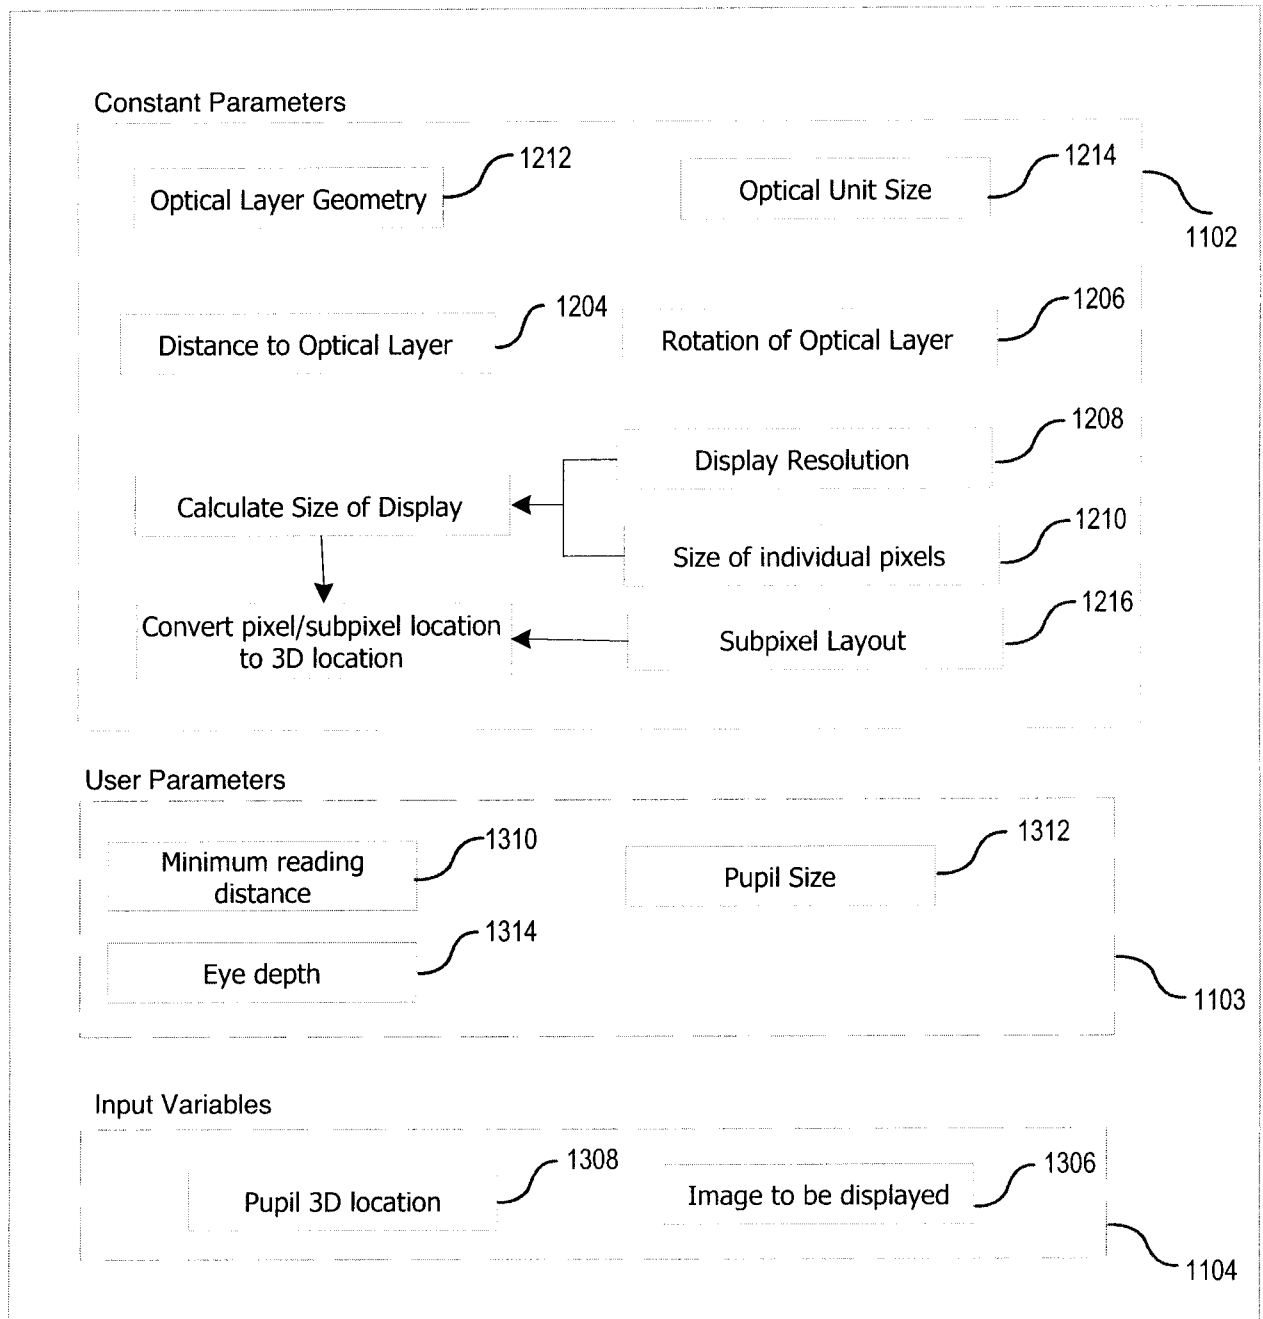 Constant Parameters
1212
1214
Optical Layer Geometry
Optical Unit Size
1102
1204
1206
Distance to Optical Layer
Rotation of Optical Layer
1208
Display Resolution
Calculate Size of Display
1210
Size of individual pixels
1216
Convert pixel/subpixel location
to 3D location
Subpixel Layout
User Parameters
1310
1312
Minimum reading
distance
Pupil Size
1314
Eye depth
1103
Input Variables
1308
1306
Pupil 3D location
Image to be displayed
1104